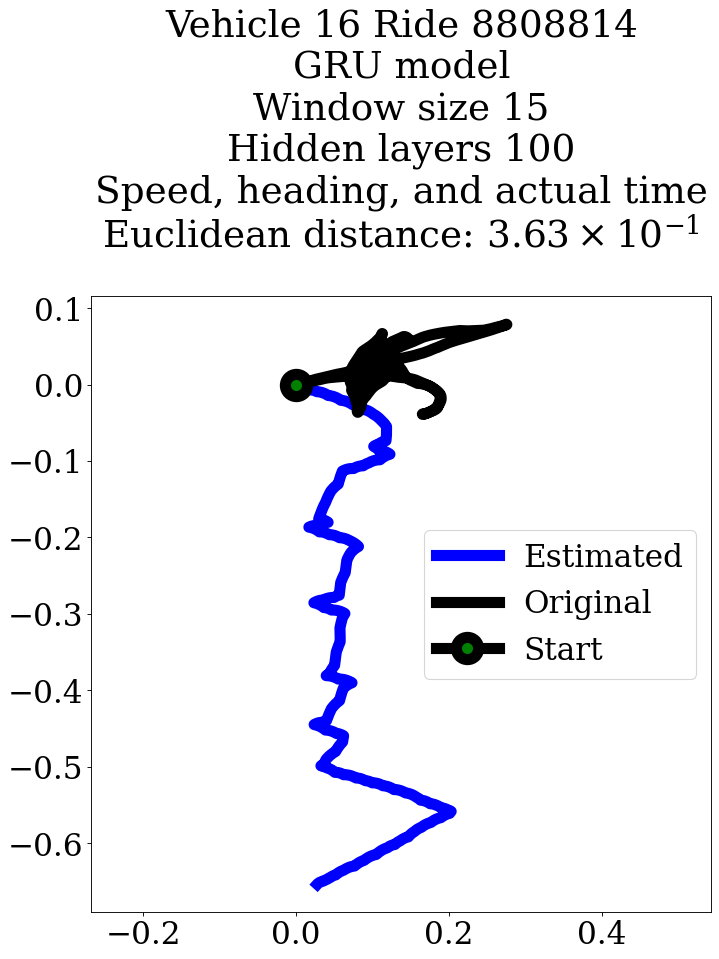 Vehicle 16 Ride 8808814
GRU model
Window size 15
Hidden layers 100
Speed, heading, and actual time
Euclidean distance: 3.63 × 10⁻¹
0.1
0.0
−0.1
−0.2
−0.3
−0.4
−0.5
−0.6
Estimated
Original
Start
−0.2 0.0 0.2 0.4